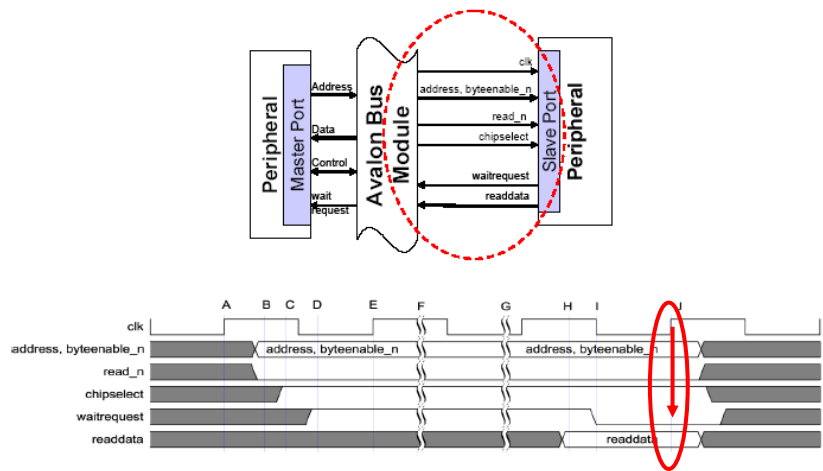 Peripheral
Master Port
Address
Data
Control
wait
request
Avalon Bus
Module
clk
address, byteenable_n
read_n
chipselect
waitrequest
readdata
Slave Port
Peripheral
A B C D E F G H I J
clk
address, byteenable_n address, byteenable_n address, byteenable_n
read_n
chipselect
waitrequest
readdata readdata